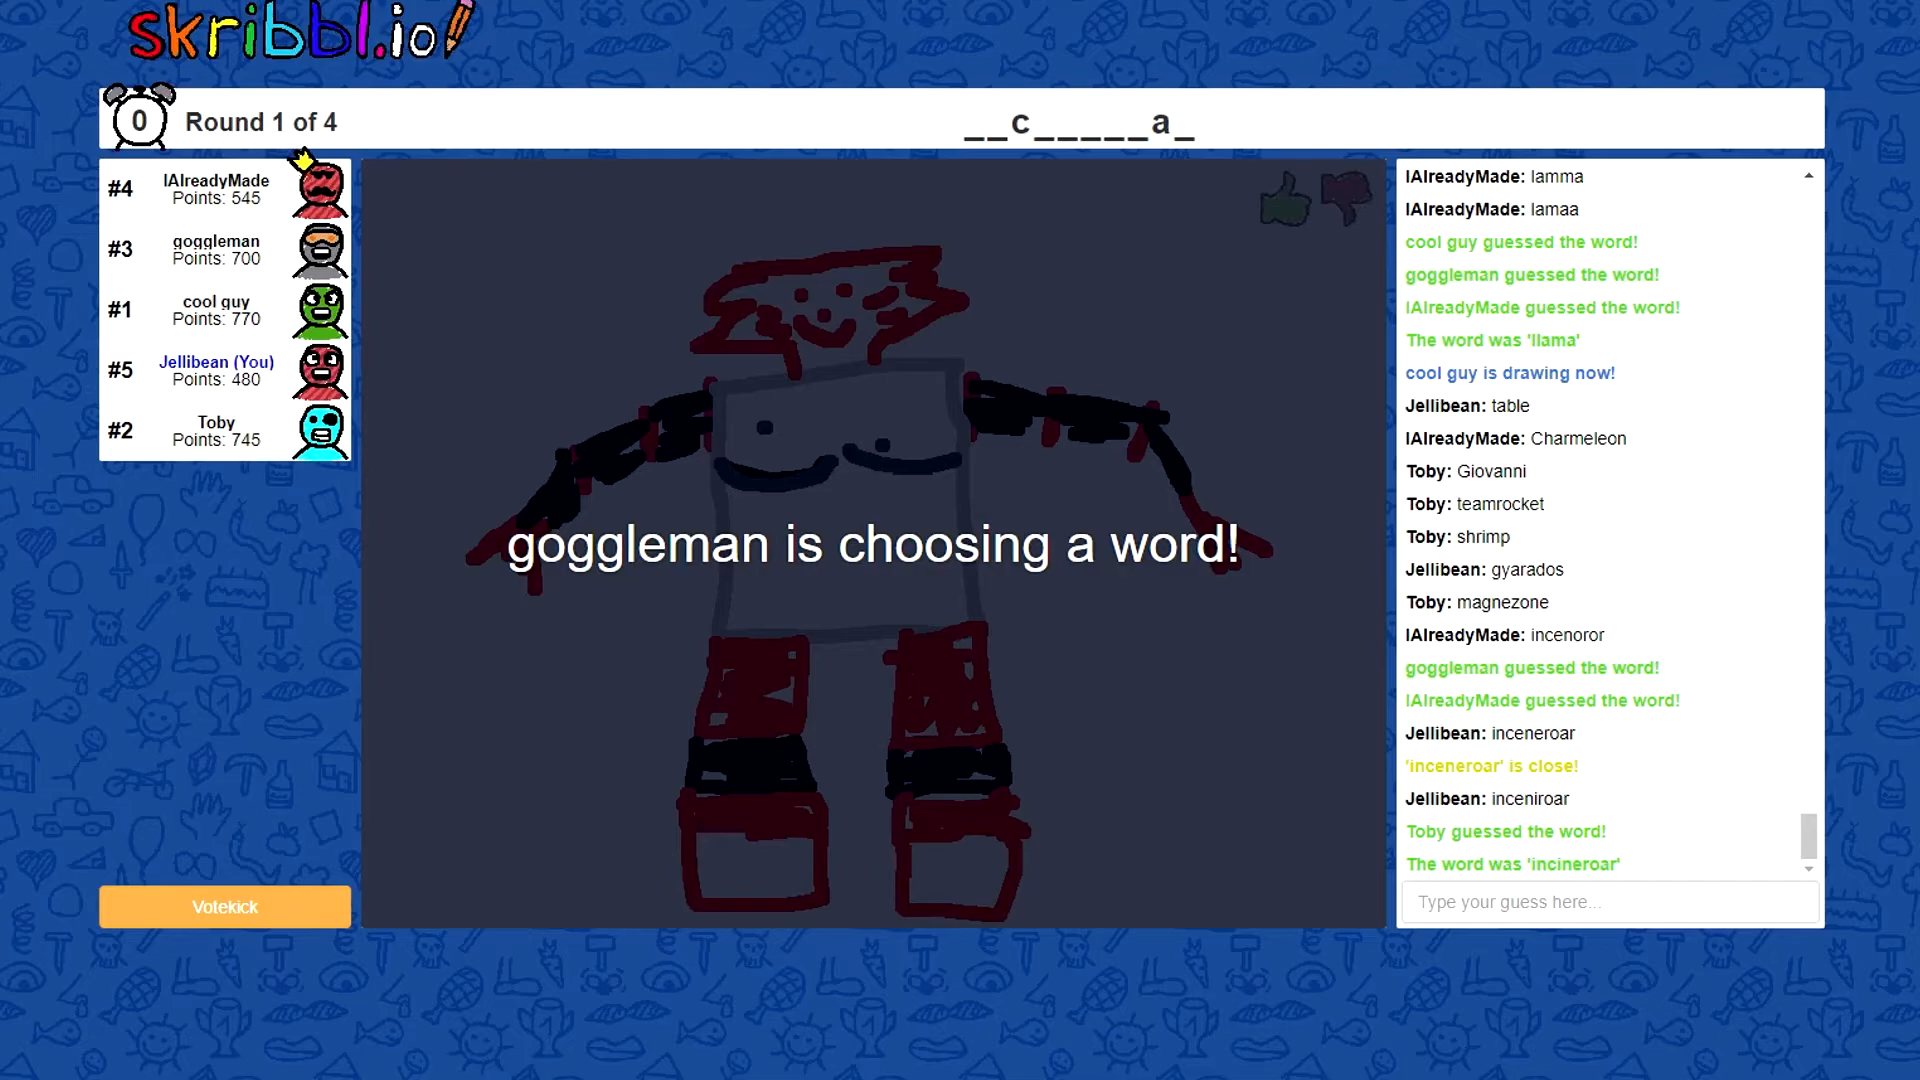 skribbl.io
0
Round 1 of 4
__c_____a_
#4
IAlreadyMade
Points: 545
#3
goggleman
Points: 700
#1
cool guy
Points: 770
#5
Jellibean (You)
Points: 480
#2
Toby
Points: 745
Votekick
goggleman is choosing a word!
IAlreadyMade: lamma
IAlreadyMade: lamaa
cool guy guessed the word!
goggleman guessed the word!
IAlreadyMade guessed the word!
The word was 'llama'
cool guy is drawing now!
Jellibean: table
IAlreadyMade: Charmeleon
Toby: Giovanni
Toby: teamrocket
Toby: shrimp
Jellibean: gyarados
Toby: magnezone
IAlreadyMade: incenoror
goggleman guessed the word!
IAlreadyMade guessed the word!
Jellibean: inceneroar
'inceneroar' is close!
Jellibean: inceniroar
Toby guessed the word!
The word was 'incineroar'
Type your guess here...